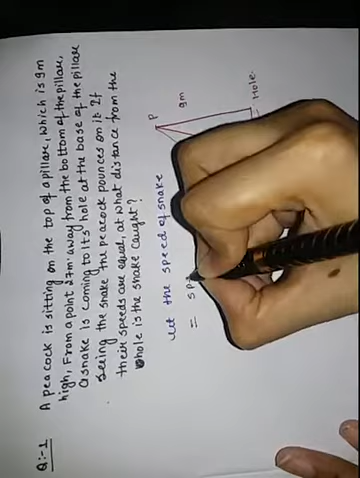 Q:-1 A peacock is sitting on the top of a pillar, which is 9m
high, From a point 27m away from the bottom of the pillar,
a snake is coming to its hole at the base of the pillar
seeing the snake the peacock pounces on it If
their speeds are equal, at what distance from the
hole is the snake caught?
let the speed of snake
= sp
P
9m
Hole